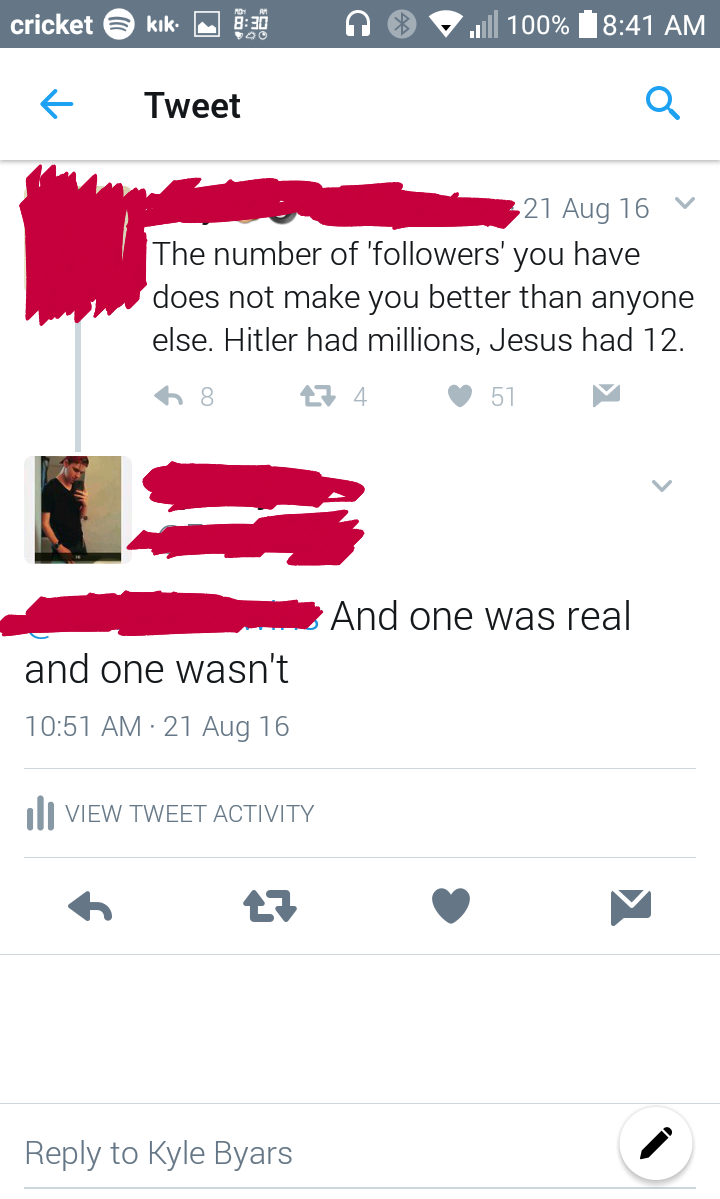 cricket kik· 8:30 100% 8:41 AM
Tweet
21 Aug 16
The number of 'followers' you have
does not make you better than anyone
else. Hitler had millions, Jesus had 12.
8 4 51
And one was real
and one wasn't
10:51 AM · 21 Aug 16
VIEW TWEET ACTIVITY
Reply to Kyle Byars